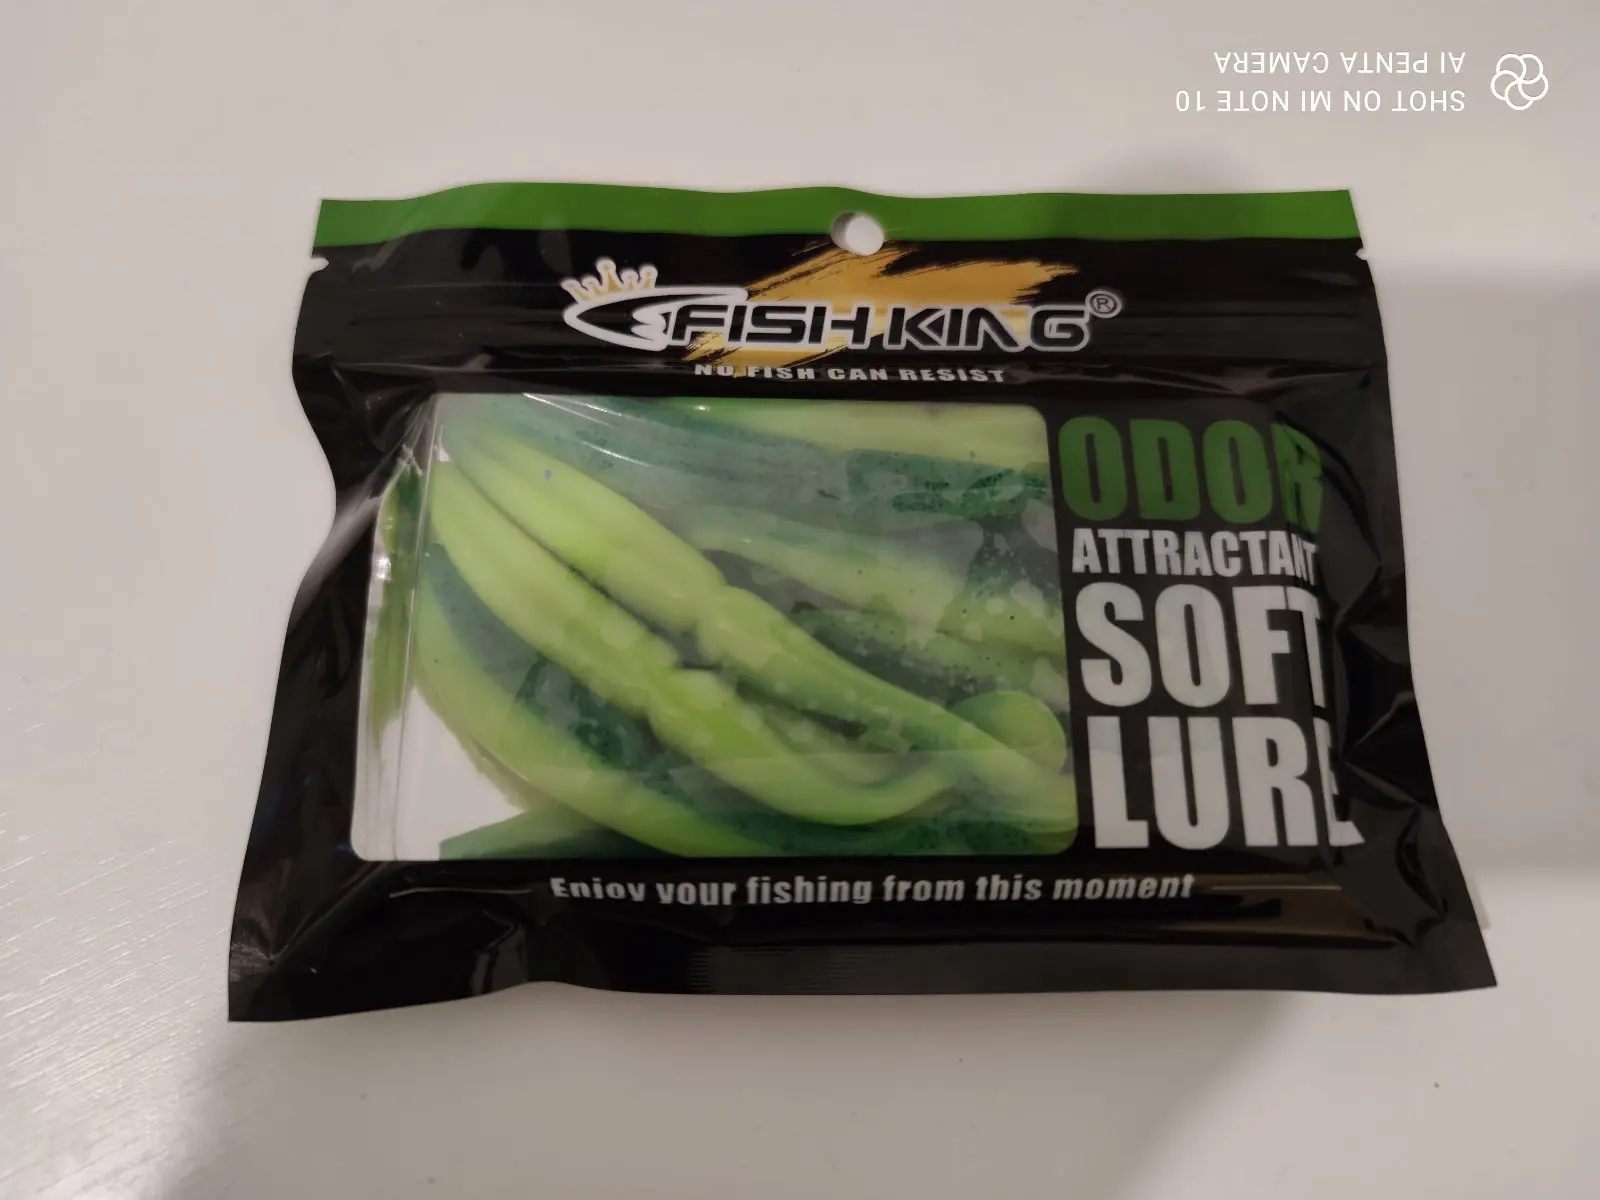 FISH KING®
NO FISH CAN RESIST
ODOR
ATTRACTANT
SOFT
LURE
Enjoy your fishing from this moment
SHOT ON MI NOTE 10
AI PENTA CAMERA